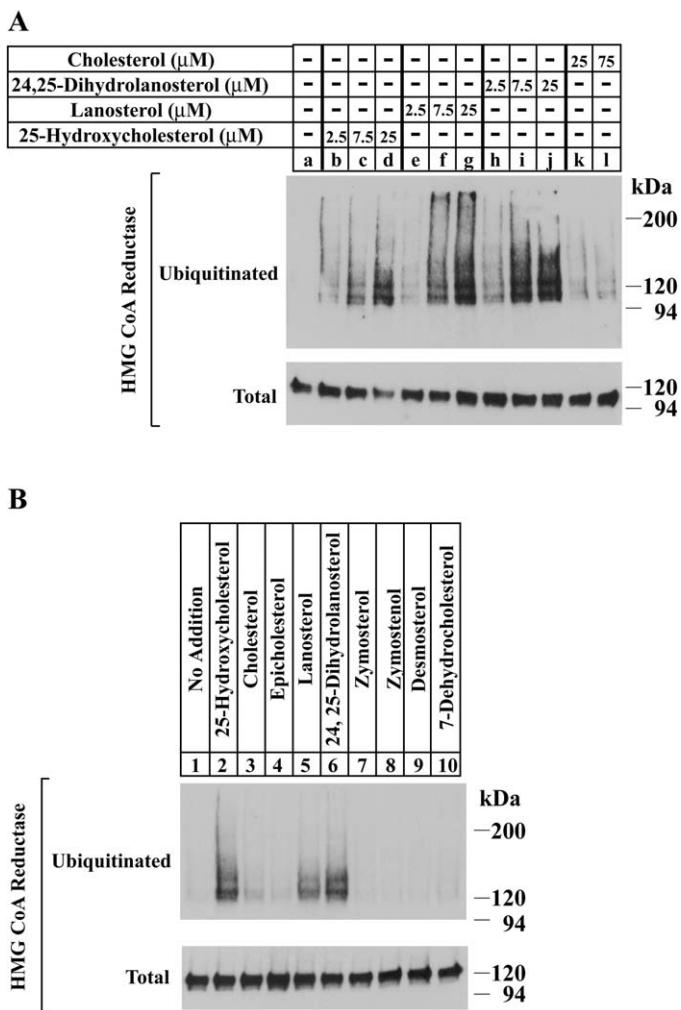 A
Cholesterol (μM) - - - - - - - - - - 25 75
24,25-Dihydrolanosterol (μM) - - - - - - - 2.5 7.5 25 - -
Lanosterol (μM) - - - - 2.5 7.5 25 - - - - -
25-Hydroxycholesterol (μM) - 2.5 7.5 25 - - - - - - - -
a b c d e f g h i j k l
HMG CoA Reductase
Ubiquitinated
kDa
200
120
94
Total
120
94
B
No Addition
25-Hydroxycholesterol
Cholesterol
Epicholesterol
Lanosterol
24, 25-Dihydrolanosterol
Zymosterol
Zymostenol
Desmosterol
7-Dehydrocholesterol
1 2 3 4 5 6 7 8 9 10
HMG CoA Reductase
Ubiquitinated
kDa
200
120
94
Total
120
94